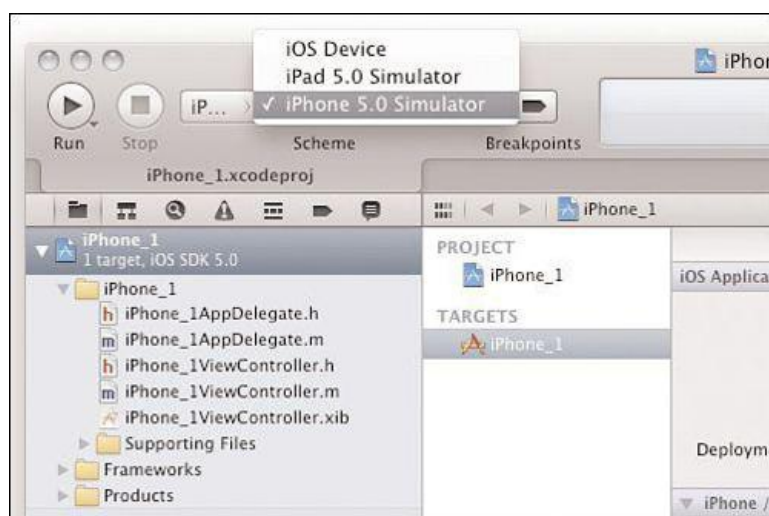 iOS Device
iPad 5.0 Simulator
✓ iPhone 5.0 Simulator
iP...
Run
Stop
Scheme
Breakpoints
iPhone_1.xcodeproj
iPhone_1
1 target, iOS SDK 5.0
iPhone_1
h iPhone_1AppDelegate.h
m iPhone_1AppDelegate.m
h iPhone_1ViewController.h
m iPhone_1ViewController.m
iPhone_1ViewController.xib
Supporting Files
Frameworks
Products
iPhone_1
PROJECT
iPhone_1
TARGETS
iPhone_1
iPhor
iOS Applica
Deploym
iPhone /